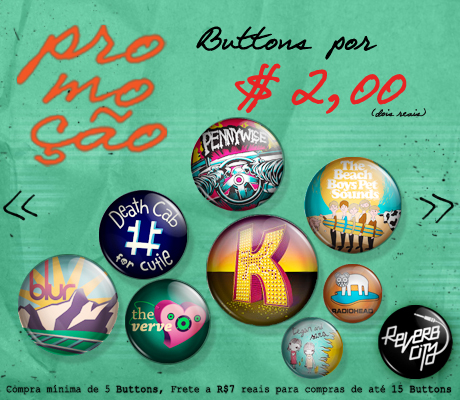 pro
mo
ção
Buttons por
$ 2,00
(dois reais)
PENNYWISE
The
Beach
Boys Pet
Sounds
Death Cab
for cutie
K
blur
the
verve
RADIOHEAD
Reverb
City
Compra mínima de 5 Buttons, Frete a R$7 reais para compras de até 15 Buttons